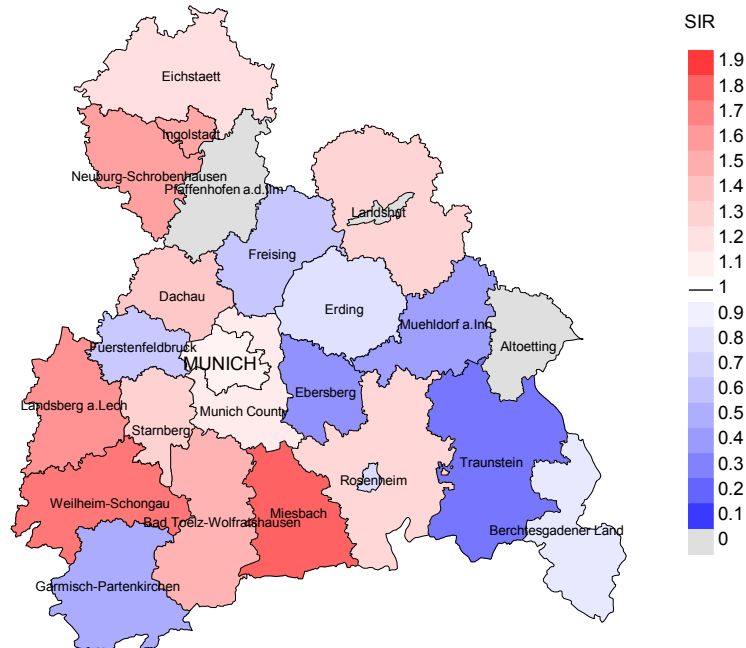 SIR
Eichstaett
Ingolstadt
Neuburg-Schrobenhausen
Pfaffenhofen a.d.Ilm
Landshut
Freising
Dachau
Erding
Muehldorf a.Inn
Altoetting
Fuerstenfeldbruck
MUNICH
Ebersberg
Landsberg a.Lech
Munich County
Starnberg
Traunstein
Rosenheim
Weilheim-Schongau
Miesbach
Bad Toelz-Wolfratshausen
Berchtesgadener Land
Garmisch-Partenkirchen
1.9
1.8
1.7
1.6
1.5
1.4
1.3
1.2
1.1
1
0.9
0.8
0.7
0.6
0.5
0.4
0.3
0.2
0.1
0